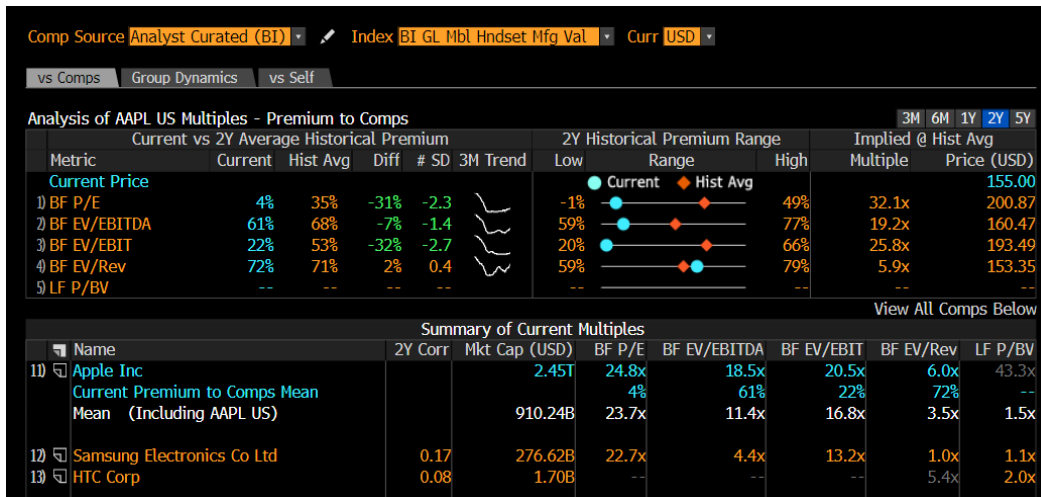 Comp Source Analyst Curated (BI) Index BI GL Mbl Hndset Mfg Val Curr USD
vs Comps Group Dynamics vs Self
Analysis of AAPL US Multiples - Premium to Comps 3M 6M 1Y 2Y 5Y
Current vs 2Y Average Historical Premium 2Y Historical Premium Range Implied @ Hist Avg
Metric Current Hist Avg Diff # SD 3M Trend Low Range High Multiple Price (USD)
Current Price Current Hist Avg 155.00
1) BF P/E 4% 35% -31% -2.3 -1% 49% 32.1x 200.87
2) BF EV/EBITDA 61% 68% -7% -1.4 59% 77% 19.2x 160.47
3) BF EV/EBIT 22% 53% -32% -2.7 20% 66% 25.8x 193.49
4) BF EV/Rev 72% 71% 2% 0.4 59% 79% 5.9x 153.35
5) LF P/BV -- -- -- -- -- -- -- --
View All Comps Below
Summary of Current Multiples
Name 2Y Corr Mkt Cap (USD) BF P/E BF EV/EBITDA BF EV/EBIT BF EV/Rev LF P/BV
11) Apple Inc 2.45T 24.8x 18.5x 20.5x 6.0x 43.3x
Current Premium to Comps Mean 4% 61% 22% 72% --
Mean (Including AAPL US) 910.24B 23.7x 11.4x 16.8x 3.5x 1.5x
12) Samsung Electronics Co Ltd 0.17 276.62B 22.7x 4.4x 13.2x 1.0x 1.1x
13) HTC Corp 0.08 1.70B -- -- -- 5.4x 2.0x